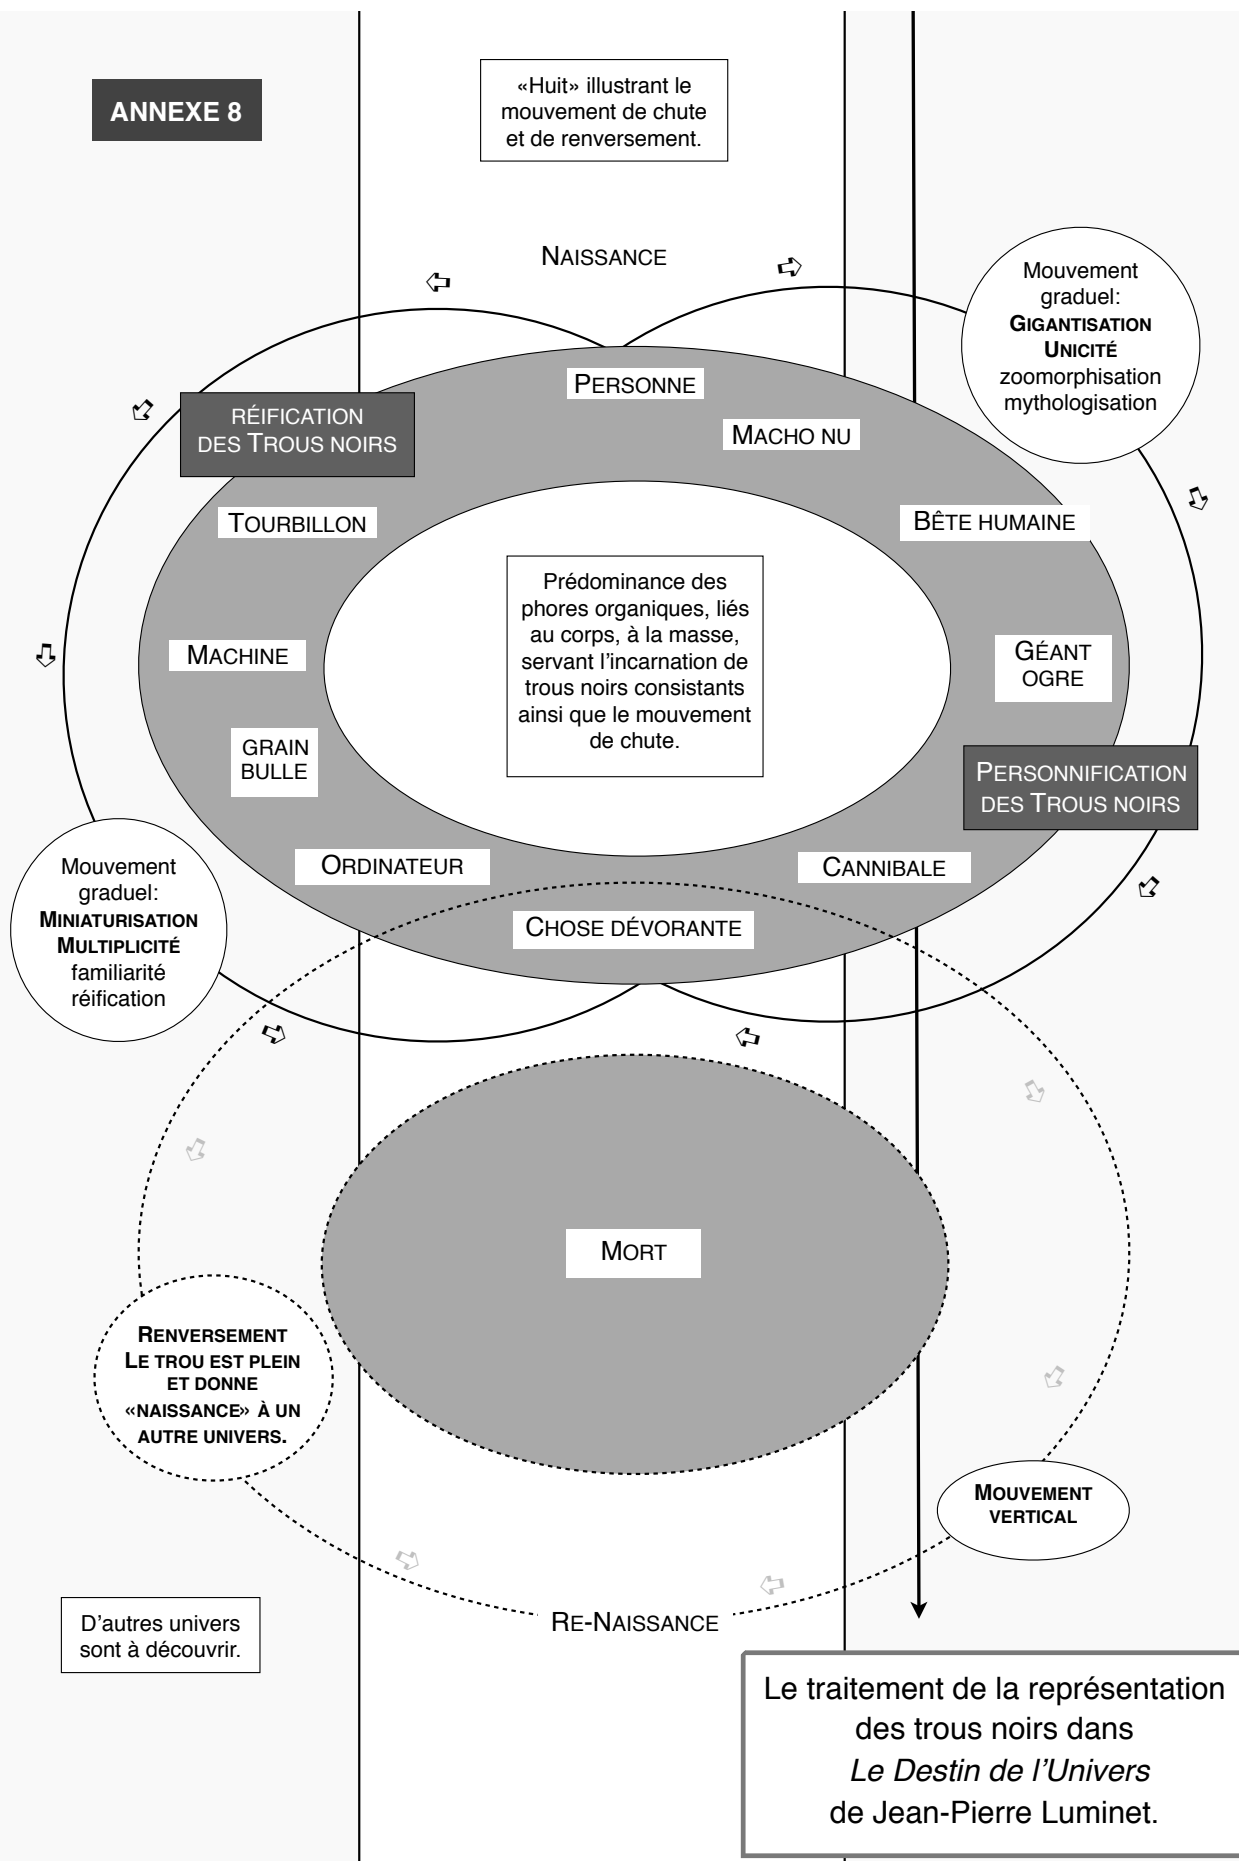 ANNEXE 8
«Huit» illustrant le
mouvement de chute
et de renversement.
NAISSANCE
Mouvement
graduel:
GIGANTISATION
UNICITÉ
zoomorphisation
mythologisation
PERSONNE
RÉIFICATION
DES TROUS NOIRS
MACHO NU
TOURBILLON
BÊTE HUMAINE
Prédominance des
phores organiques, liés
au corps, à la masse,
servant l'incarnation de
trous noirs consistants
ainsi que le mouvement
de chute.
MACHINE
GÉANT
OGRE
GRAIN
BULLE
PERSONNIFICATION
DES TROUS NOIRS
ORDINATEUR
CANNIBALE
Mouvement
graduel:
MINIATURISATION
MULTIPLICITÉ
familiarité
réification
CHOSE DÉVORANTE
MORT
RENVERSEMENT
LE TROU EST PLEIN
ET DONNE
«NAISSANCE» À UN
AUTRE UNIVERS.
MOUVEMENT
VERTICAL
RE-NAISSANCE
D'autres univers
sont à découvrir.
Le traitement de la représentation
des trous noirs dans
Le Destin de l'Univers
de Jean-Pierre Luminet.